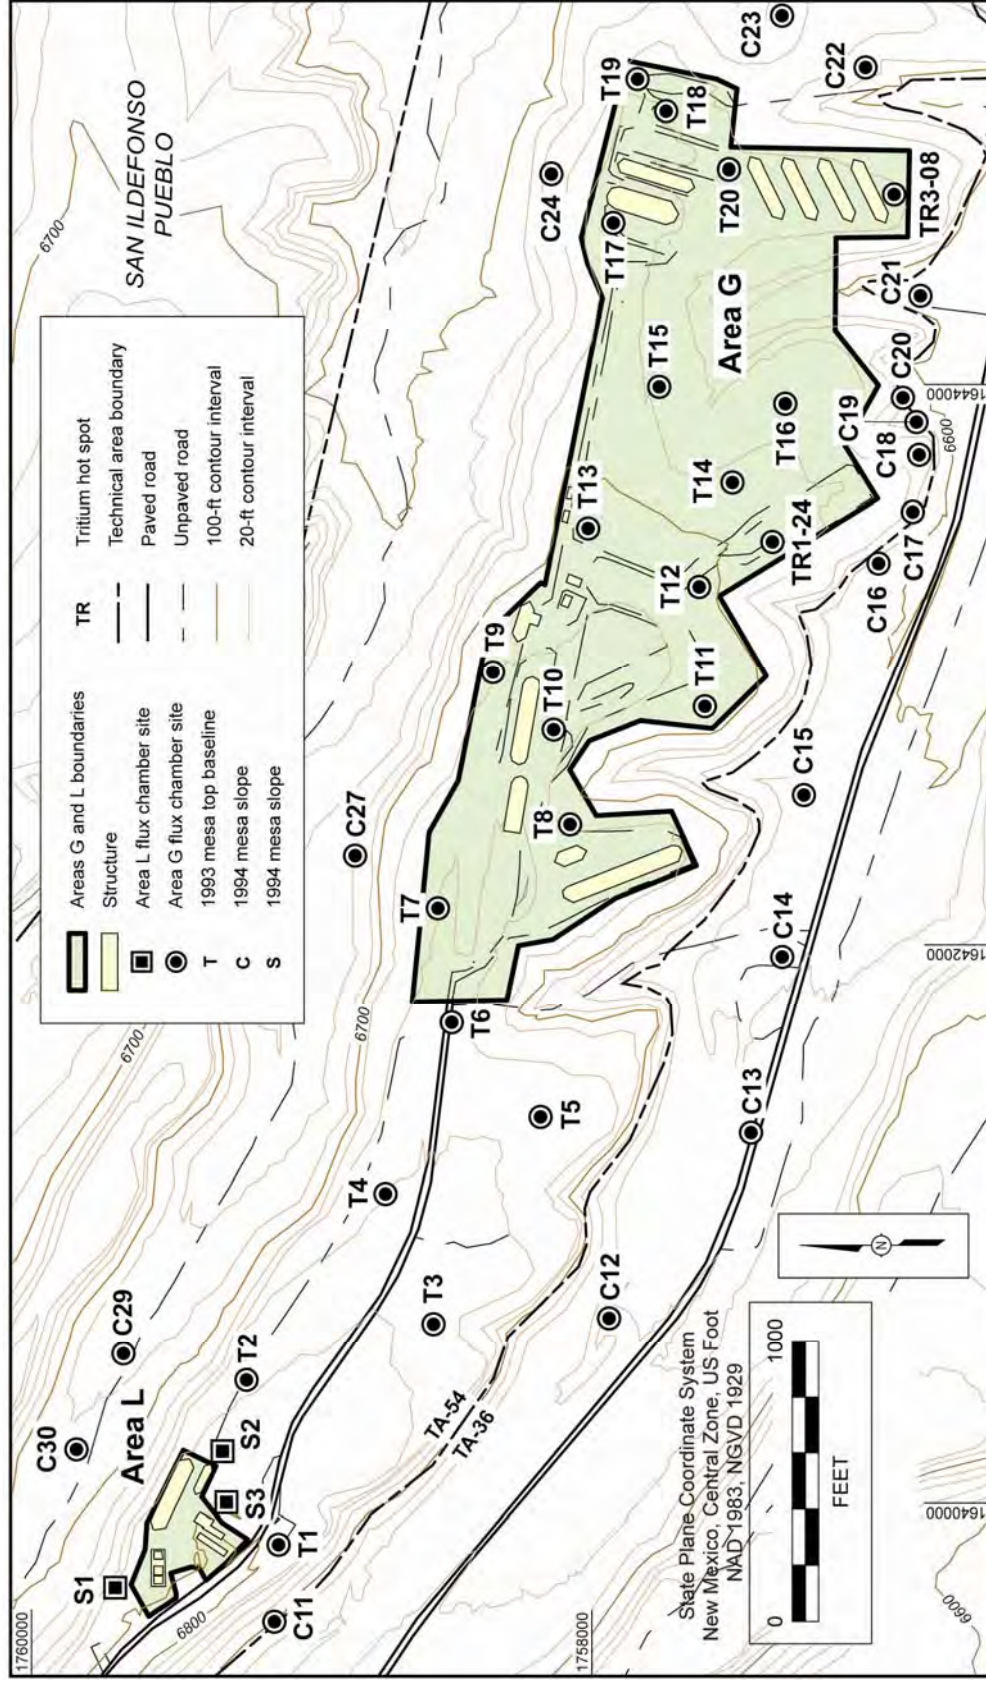 SAN ILDEFONSO
PUEBLO
6700
Areas G and L boundaries
Structure
Area L flux chamber site
Area G flux chamber site
T 1993 mesa top baseline
C 1994 mesa slope
S 1994 mesa slope
TR Tritium hot spot
Technical area boundary
Paved road
Unpaved road
100-ft contour interval
20-ft contour interval
6700
6700
C30
C29
Area L
S1
S2
S3
T2
T1
C11
6800
1760000
T3
T4
T5
T6
T7
C27
T8
T9
T10
T11
T12
T13
T14
T15
T16
T17
T18
T19
T20
C24
C23
C22
Area G
TR1-24
TR3-08
C21
C20
C19
C18
C17
C16
C15
C14
C13
C12
TA-54
TA-36
6600
1644000
1642000
1640000
1758000
6600
N
State Plane Coordinate System
New Mexico, Central Zone, US Foot
NAD 1983, NGVD 1929
0 1000
FEET